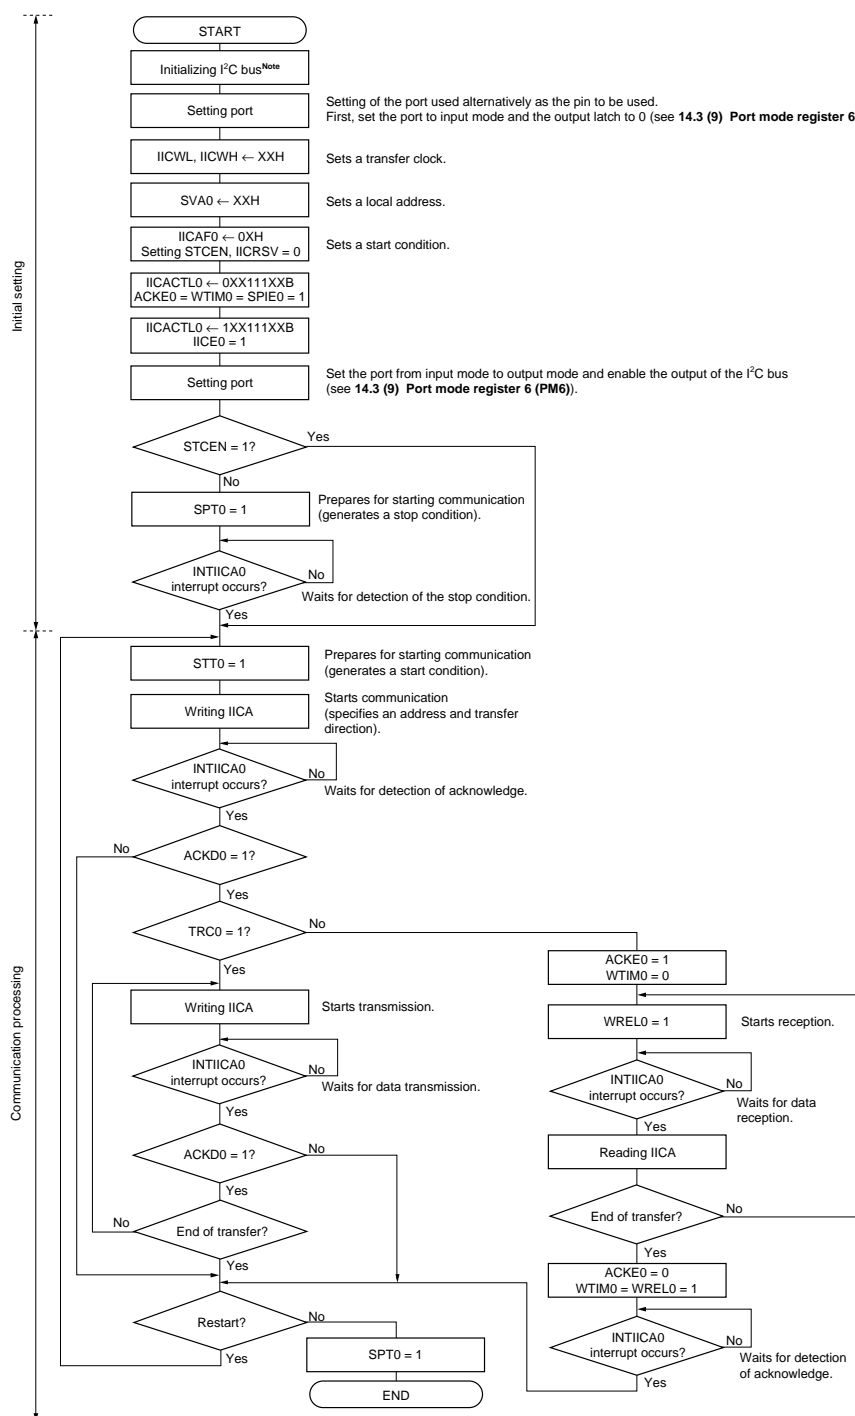 START
Initializing I²C bus^Note
Setting port
Setting of the port used alternatively as the pin to be used.
First, set the port to input mode and the output latch to 0 (see 14.3 (9) Port mode register 6
IICWL, IICWH ← XXH
Sets a transfer clock.
SVA0 ← XXH
Sets a local address.
IICAF0 ← 0XH
Setting STCEN, IICRSV = 0
Sets a start condition.
IICACTL0 ← 0XX111XXB
ACKE0 = WTIM0 = SPIE0 = 1
IICACTL0 ← 1XX111XXB
IICE0 = 1
Initial setting
Setting port
Set the port from input mode to output mode and enable the output of the I²C bus
(see 14.3 (9) Port mode register 6 (PM6)).
STCEN = 1?
Yes
No
SPT0 = 1
Prepares for starting communication
(generates a stop condition).
INTIICA0
interrupt occurs?
No
Waits for detection of the stop condition.
Yes
STT0 = 1
Prepares for starting communication
(generates a start condition).
Writing IICA
Starts communication
(specifies an address and transfer
direction).
INTIICA0
interrupt occurs?
No
Waits for detection of acknowledge.
Yes
No
ACKD0 = 1?
Yes
TRC0 = 1?
No
Yes
Communication processing
Writing IICA
Starts transmission.
INTIICA0
interrupt occurs?
No
Waits for data transmission.
Yes
ACKD0 = 1?
No
Yes
No
End of transfer?
Yes
Restart?
No
Yes
SPT0 = 1
END
ACKE0 = 1
WTIM0 = 0
WREL0 = 1
Starts reception.
INTIICA0
interrupt occurs?
No
Waits for data
reception.
Yes
Reading IICA
End of transfer?
No
Yes
ACKE0 = 0
WTIM0 = WREL0 = 1
INTIICA0
interrupt occurs?
No
Waits for detection
of acknowledge.
Yes